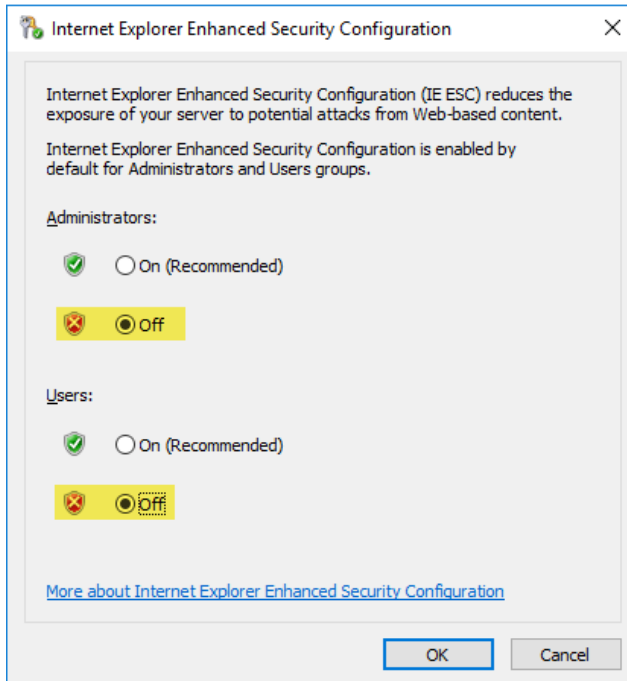 Internet Explorer Enhanced Security Configuration
Internet Explorer Enhanced Security Configuration (IE ESC) reduces the
exposure of your server to potential attacks from Web-based content.
Internet Explorer Enhanced Security Configuration is enabled by
default for Administrators and Users groups.
Administrators:
On (Recommended)
Off
Users:
On (Recommended)
Off
More about Internet Explorer Enhanced Security Configuration
OK Cancel